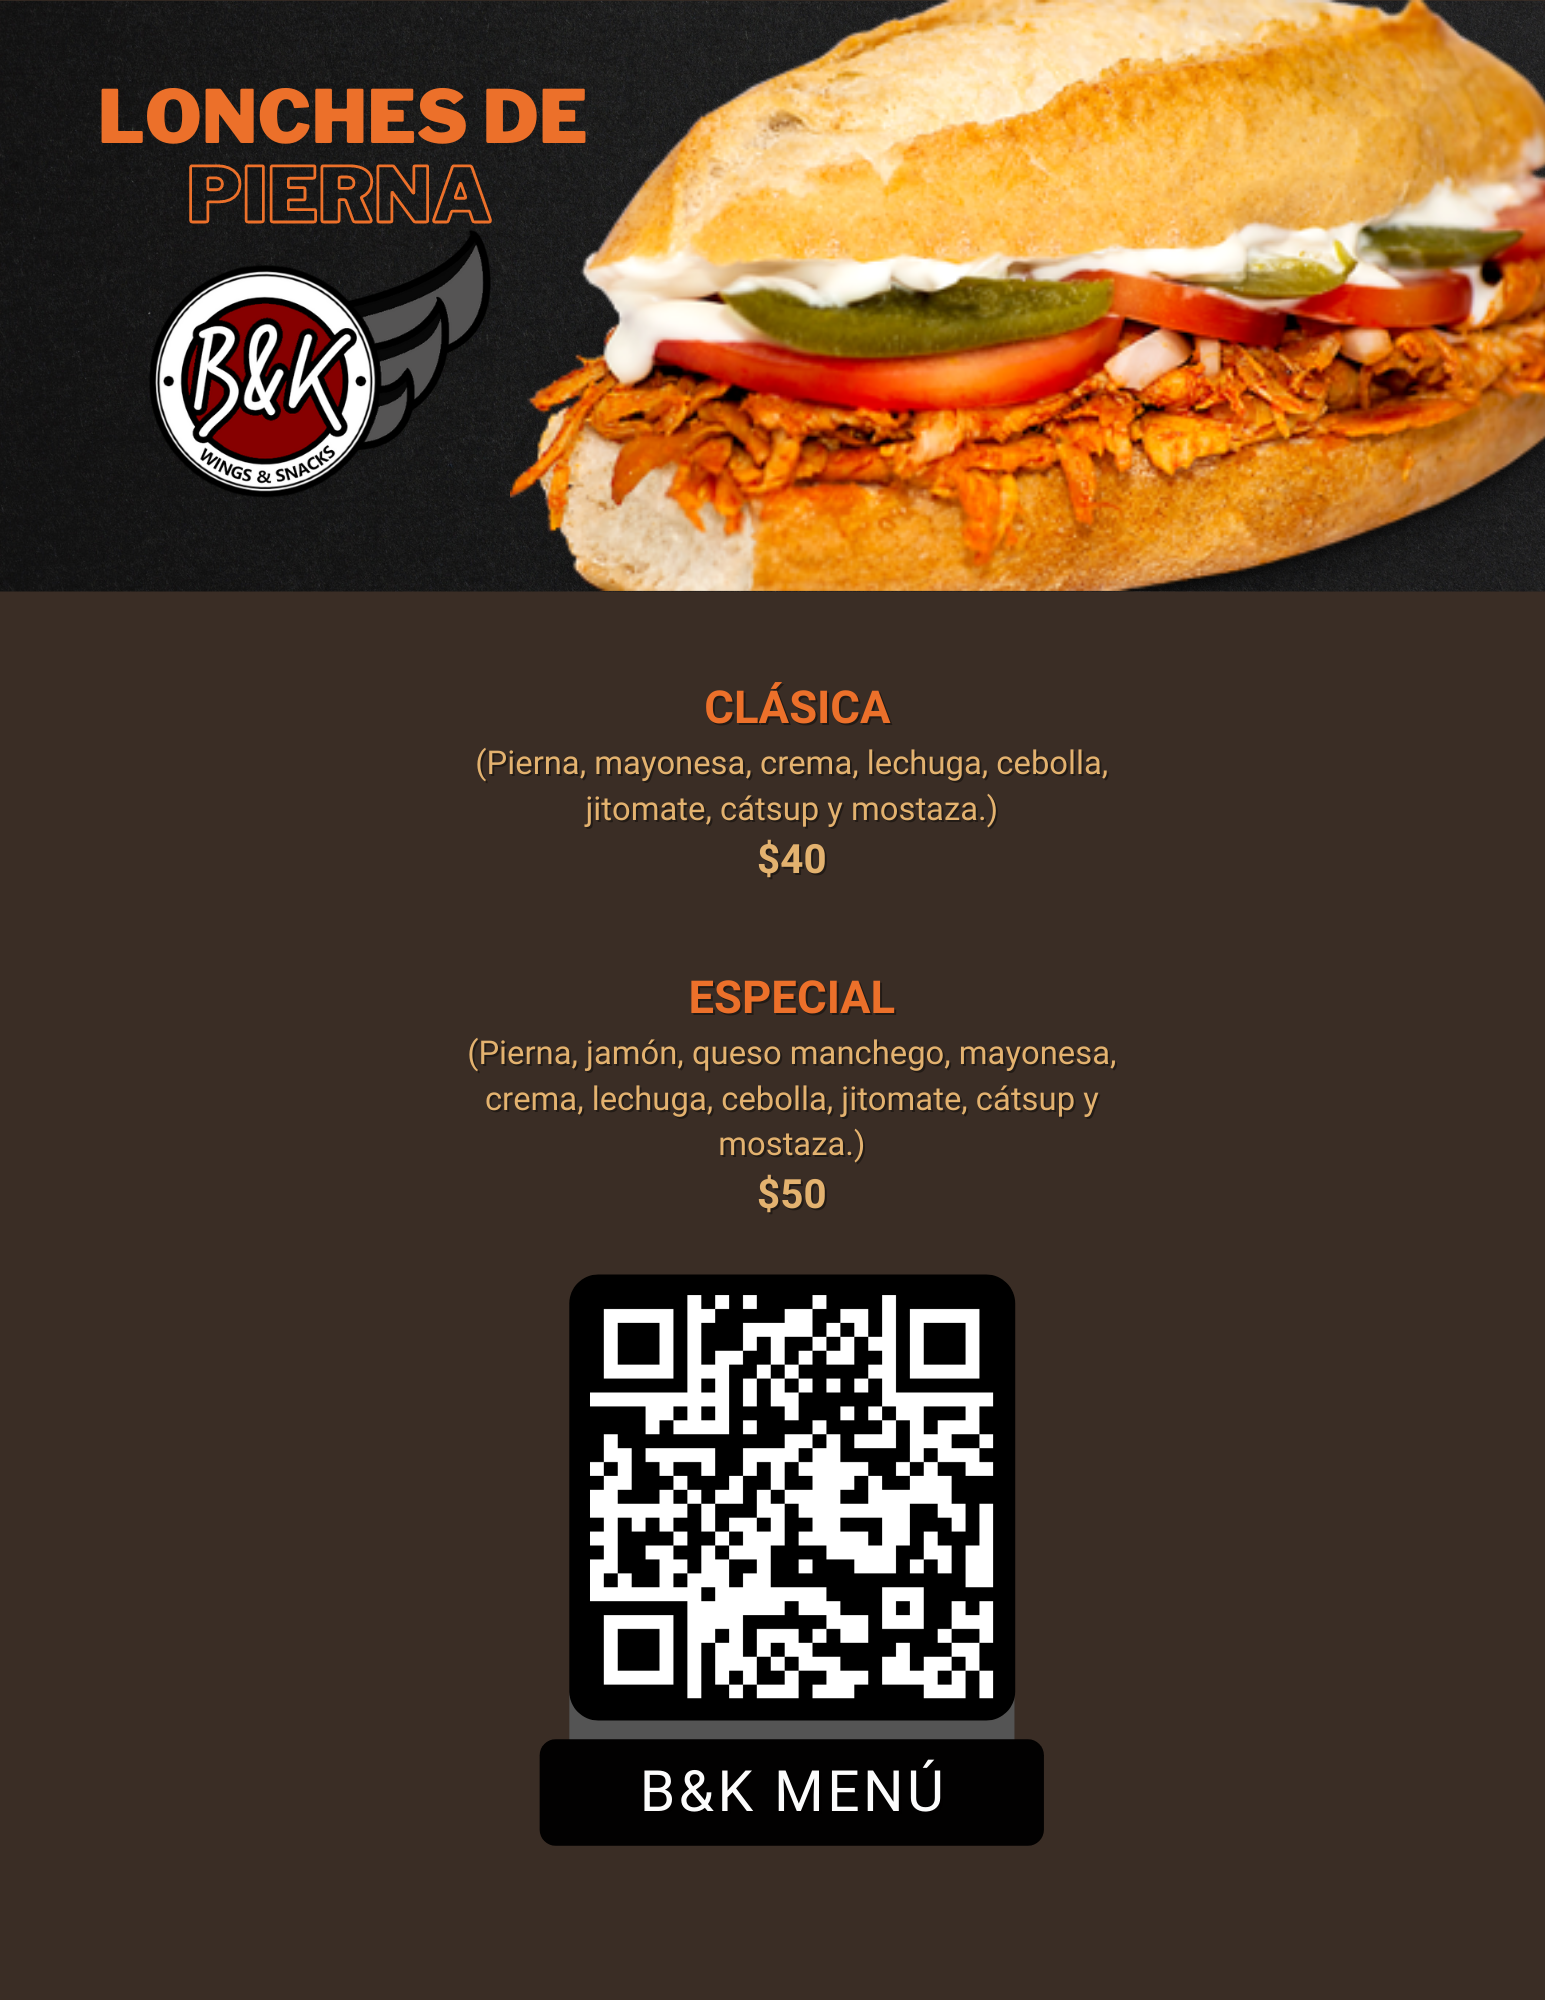 LONCHES DE
PIERNA
B&K
WINGS & SNACKS
CLÁSICA
(Pierna, mayonesa, crema, lechuga, cebolla,
jitomate, cátsup y mostaza.)
$40
ESPECIAL
(Pierna, jamón, queso manchego, mayonesa,
crema, lechuga, cebolla, jitomate, cátsup y
mostaza.)
$50
B&K MENÚ